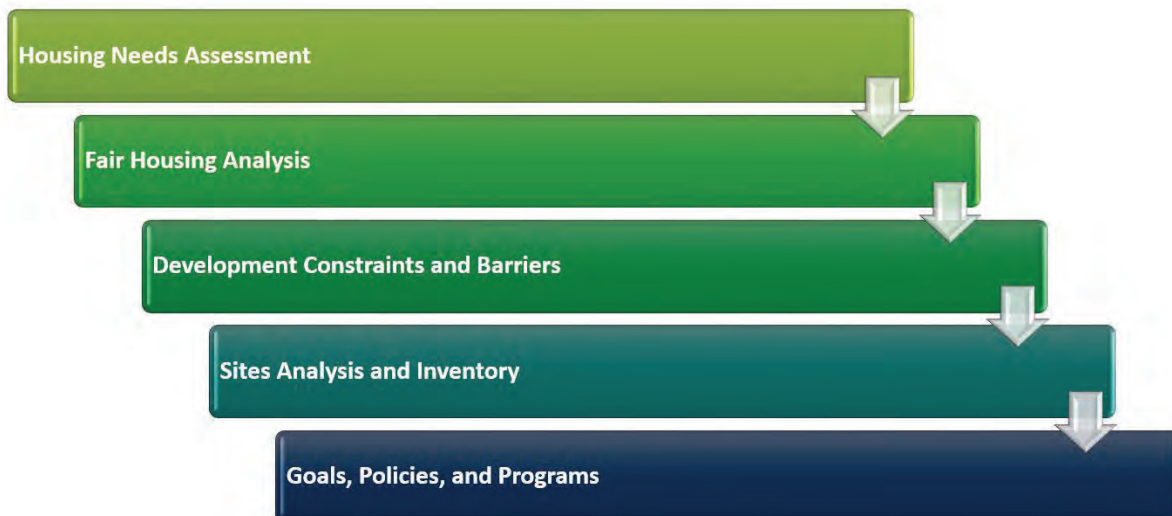 Housing Needs Assessment
Fair Housing Analysis
Development Constraints and Barriers
Sites Analysis and Inventory
Goals, Policies, and Programs